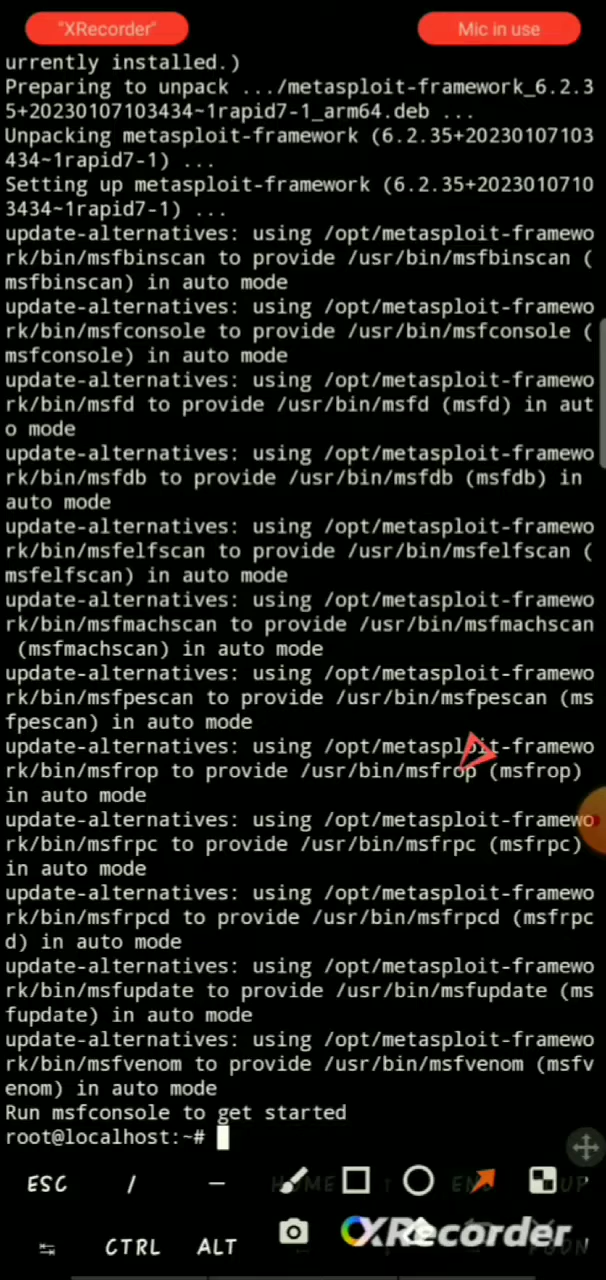 "XRecorder"
Mic in use
urrently installed.)
Preparing to unpack .../metasploit-framework_6.2.3
5+20230107103434~1rapid7-1_arm64.deb ...
Unpacking metasploit-framework (6.2.35+20230107103
434~1rapid7-1) ...
Setting up metasploit-framework (6.2.35+2023010710
3434~1rapid7-1) ...
update-alternatives: using /opt/metasploit-framewo
rk/bin/msfbinscan to provide /usr/bin/msfbinscan (
msfbinscan) in auto mode
update-alternatives: using /opt/metasploit-framewo
rk/bin/msfconsole to provide /usr/bin/msfconsole (
msfconsole) in auto mode
update-alternatives: using /opt/metasploit-framewo
rk/bin/msfd to provide /usr/bin/msfd (msfd) in aut
o mode
update-alternatives: using /opt/metasploit-framewo
rk/bin/msfdb to provide /usr/bin/msfdb (msfdb) in
auto mode
update-alternatives: using /opt/metasploit-framewo
rk/bin/msfelfscan to provide /usr/bin/msfelfscan (
msfelfscan) in auto mode
update-alternatives: using /opt/metasploit-framewo
rk/bin/msfmachscan to provide /usr/bin/msfmachscan
 (msfmachscan) in auto mode
update-alternatives: using /opt/metasploit-framewo
rk/bin/msfpescan to provide /usr/bin/msfpescan (ms
fpescan) in auto mode
update-alternatives: using /opt/metasploit-framewo
rk/bin/msfrop to provide /usr/bin/msfrop (msfrop)
in auto mode
update-alternatives: using /opt/metasploit-framewo
rk/bin/msfrpc to provide /usr/bin/msfrpc (msfrpc)
in auto mode
update-alternatives: using /opt/metasploit-framewo
rk/bin/msfrpcd to provide /usr/bin/msfrpcd (msfrpc
d) in auto mode
update-alternatives: using /opt/metasploit-framewo
rk/bin/msfupdate to provide /usr/bin/msfupdate (ms
fupdate) in auto mode
update-alternatives: using /opt/metasploit-framewo
rk/bin/msfvenom to provide /usr/bin/msfvenom (msfv
enom) in auto mode
Run msfconsole to get started
root@localhost:~#
ESC / — HOME UP
CTRL ALT XRecorder